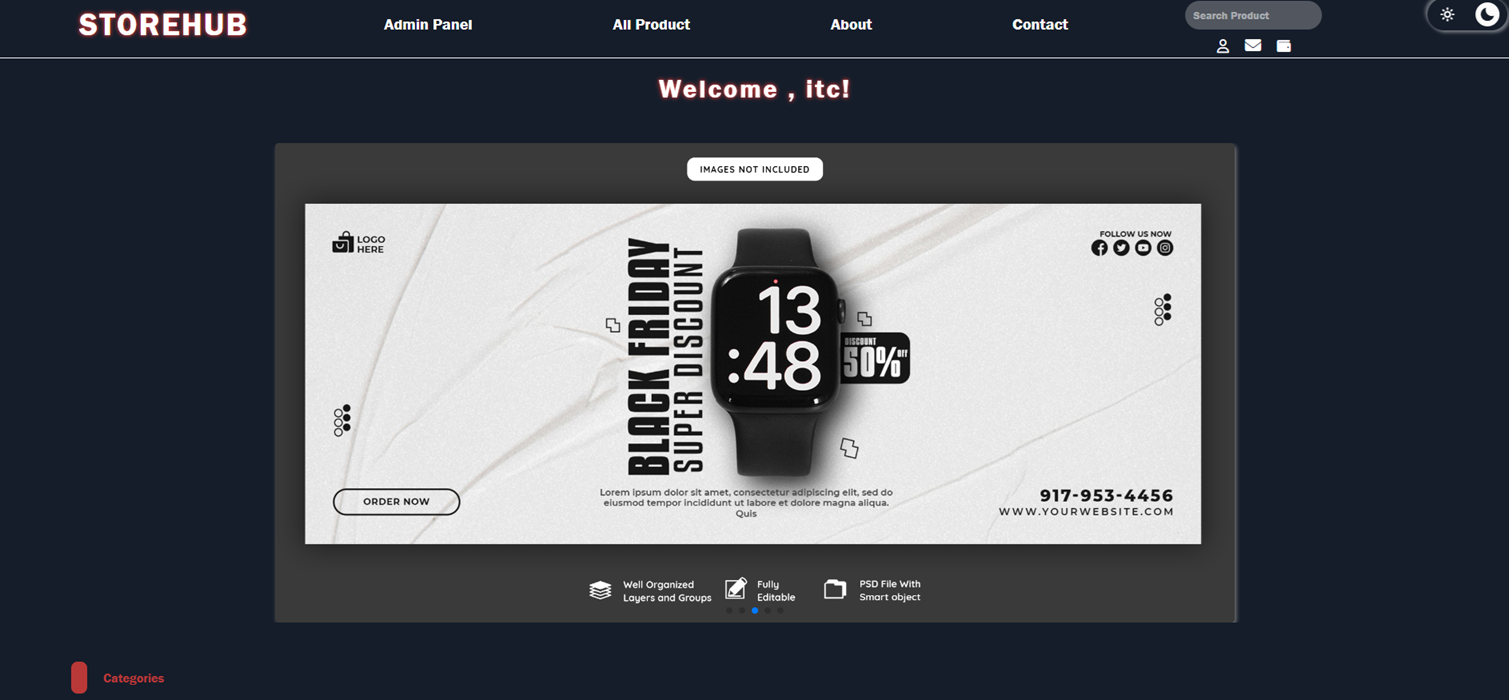 STOREHUB
Admin Panel
All Product
About
Contact
Search Product
Welcome , itc!
IMAGES NOT INCLUDED
LOGO
HERE
FOLLOW US NOW
BLACK FRIDAY
SUPER DISCOUNT
13
:48
DISCOUNT
50% OFF
ORDER NOW
Lorem ipsum dolor sit amet, consectetur adipiscing elit, sed do
eiusmod tempor incididunt ut labore et dolore magna aliqua.
Quis
917-953-4456
WWW.YOURWEBSITE.COM
Well Organized
Layers and Groups
Fully
Editable
PSD File With
Smart object
Categories